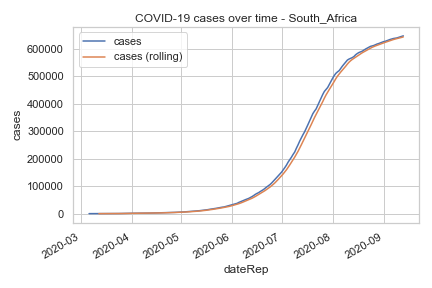 COVID-19 cases over time - South_Africa
cases
cases (rolling)
cases
600000
500000
400000
300000
200000
100000
0
2020-03
2020-04
2020-05
2020-06
2020-07
2020-08
2020-09
dateRep